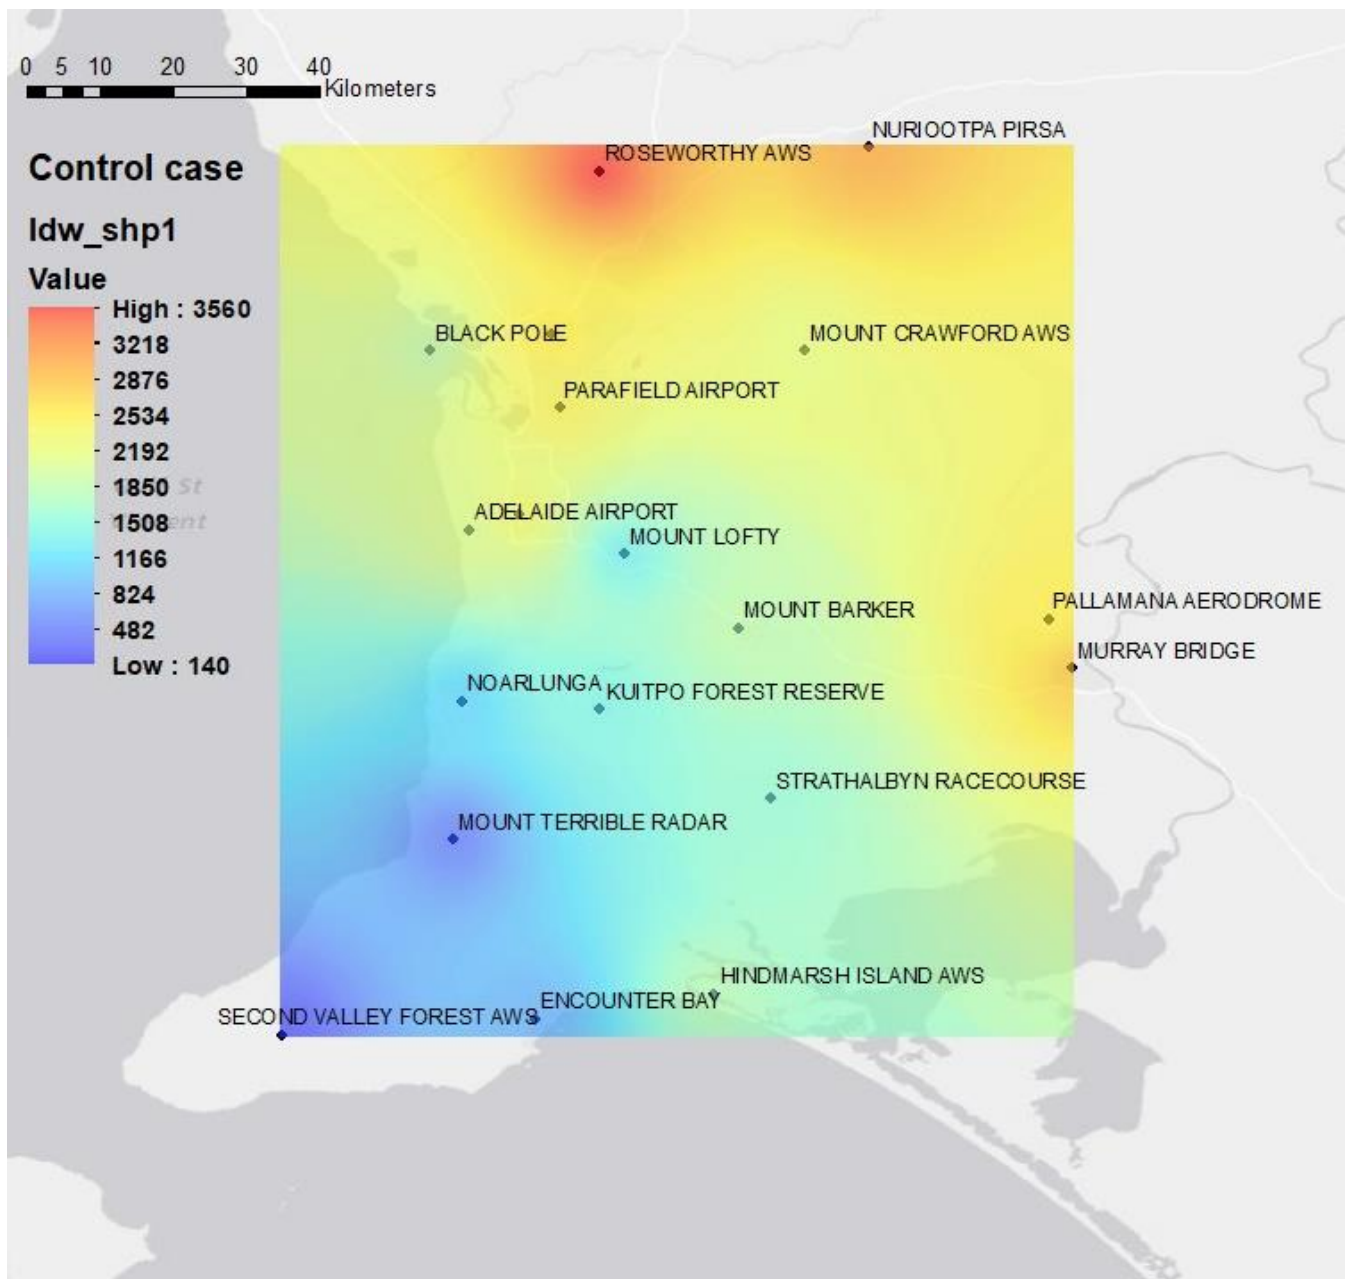 0 5 10 20 30 40
Kilometers
Control case
Idw_shp1
Value
High : 3560
3218
2876
2534
2192
1850
1508
1166
824
482
Low : 140
St
NURIOOTPA PIRSA
ROSEWORTHY AWS
BLACK POLE
MOUNT CRAWFORD AWS
PARAFIELD AIRPORT
ADELAIDE AIRPORT
MOUNT LOFTY
MOUNT BARKER
PALLAMANA AERODROME
MURRAY BRIDGE
NOARLUNGA
KUITPO FOREST RESERVE
STRATHALBYN RACECOURSE
MOUNT TERRIBLE RADAR
HINDMARSH ISLAND AWS
ENCOUNTER BAY
SECOND VALLEY FOREST AWS